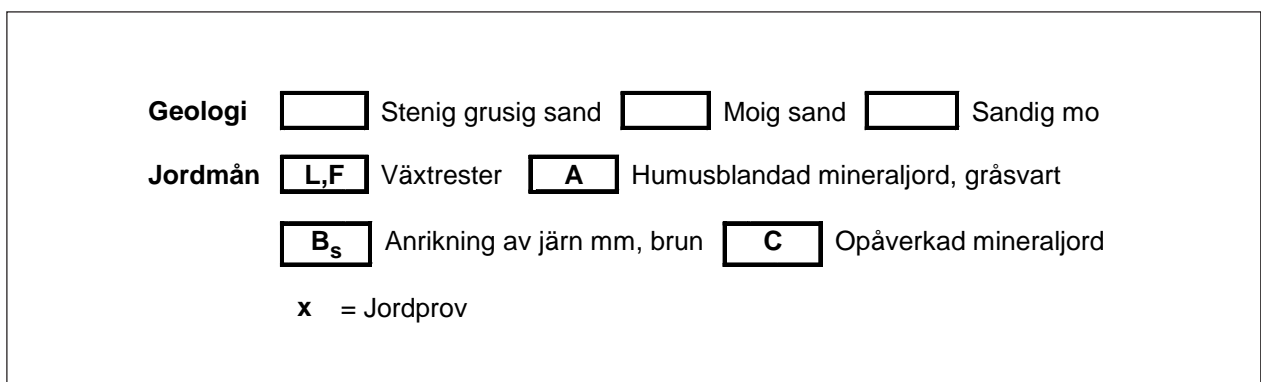 Geologi Stenig grusig sand Moig sand Sandig mo
Jordmån L,F Växtrester A Humusblandad mineraljord, gråsvart
Bs Anrikning av järn mm, brun C Opåverkad mineraljord
x = Jordprov